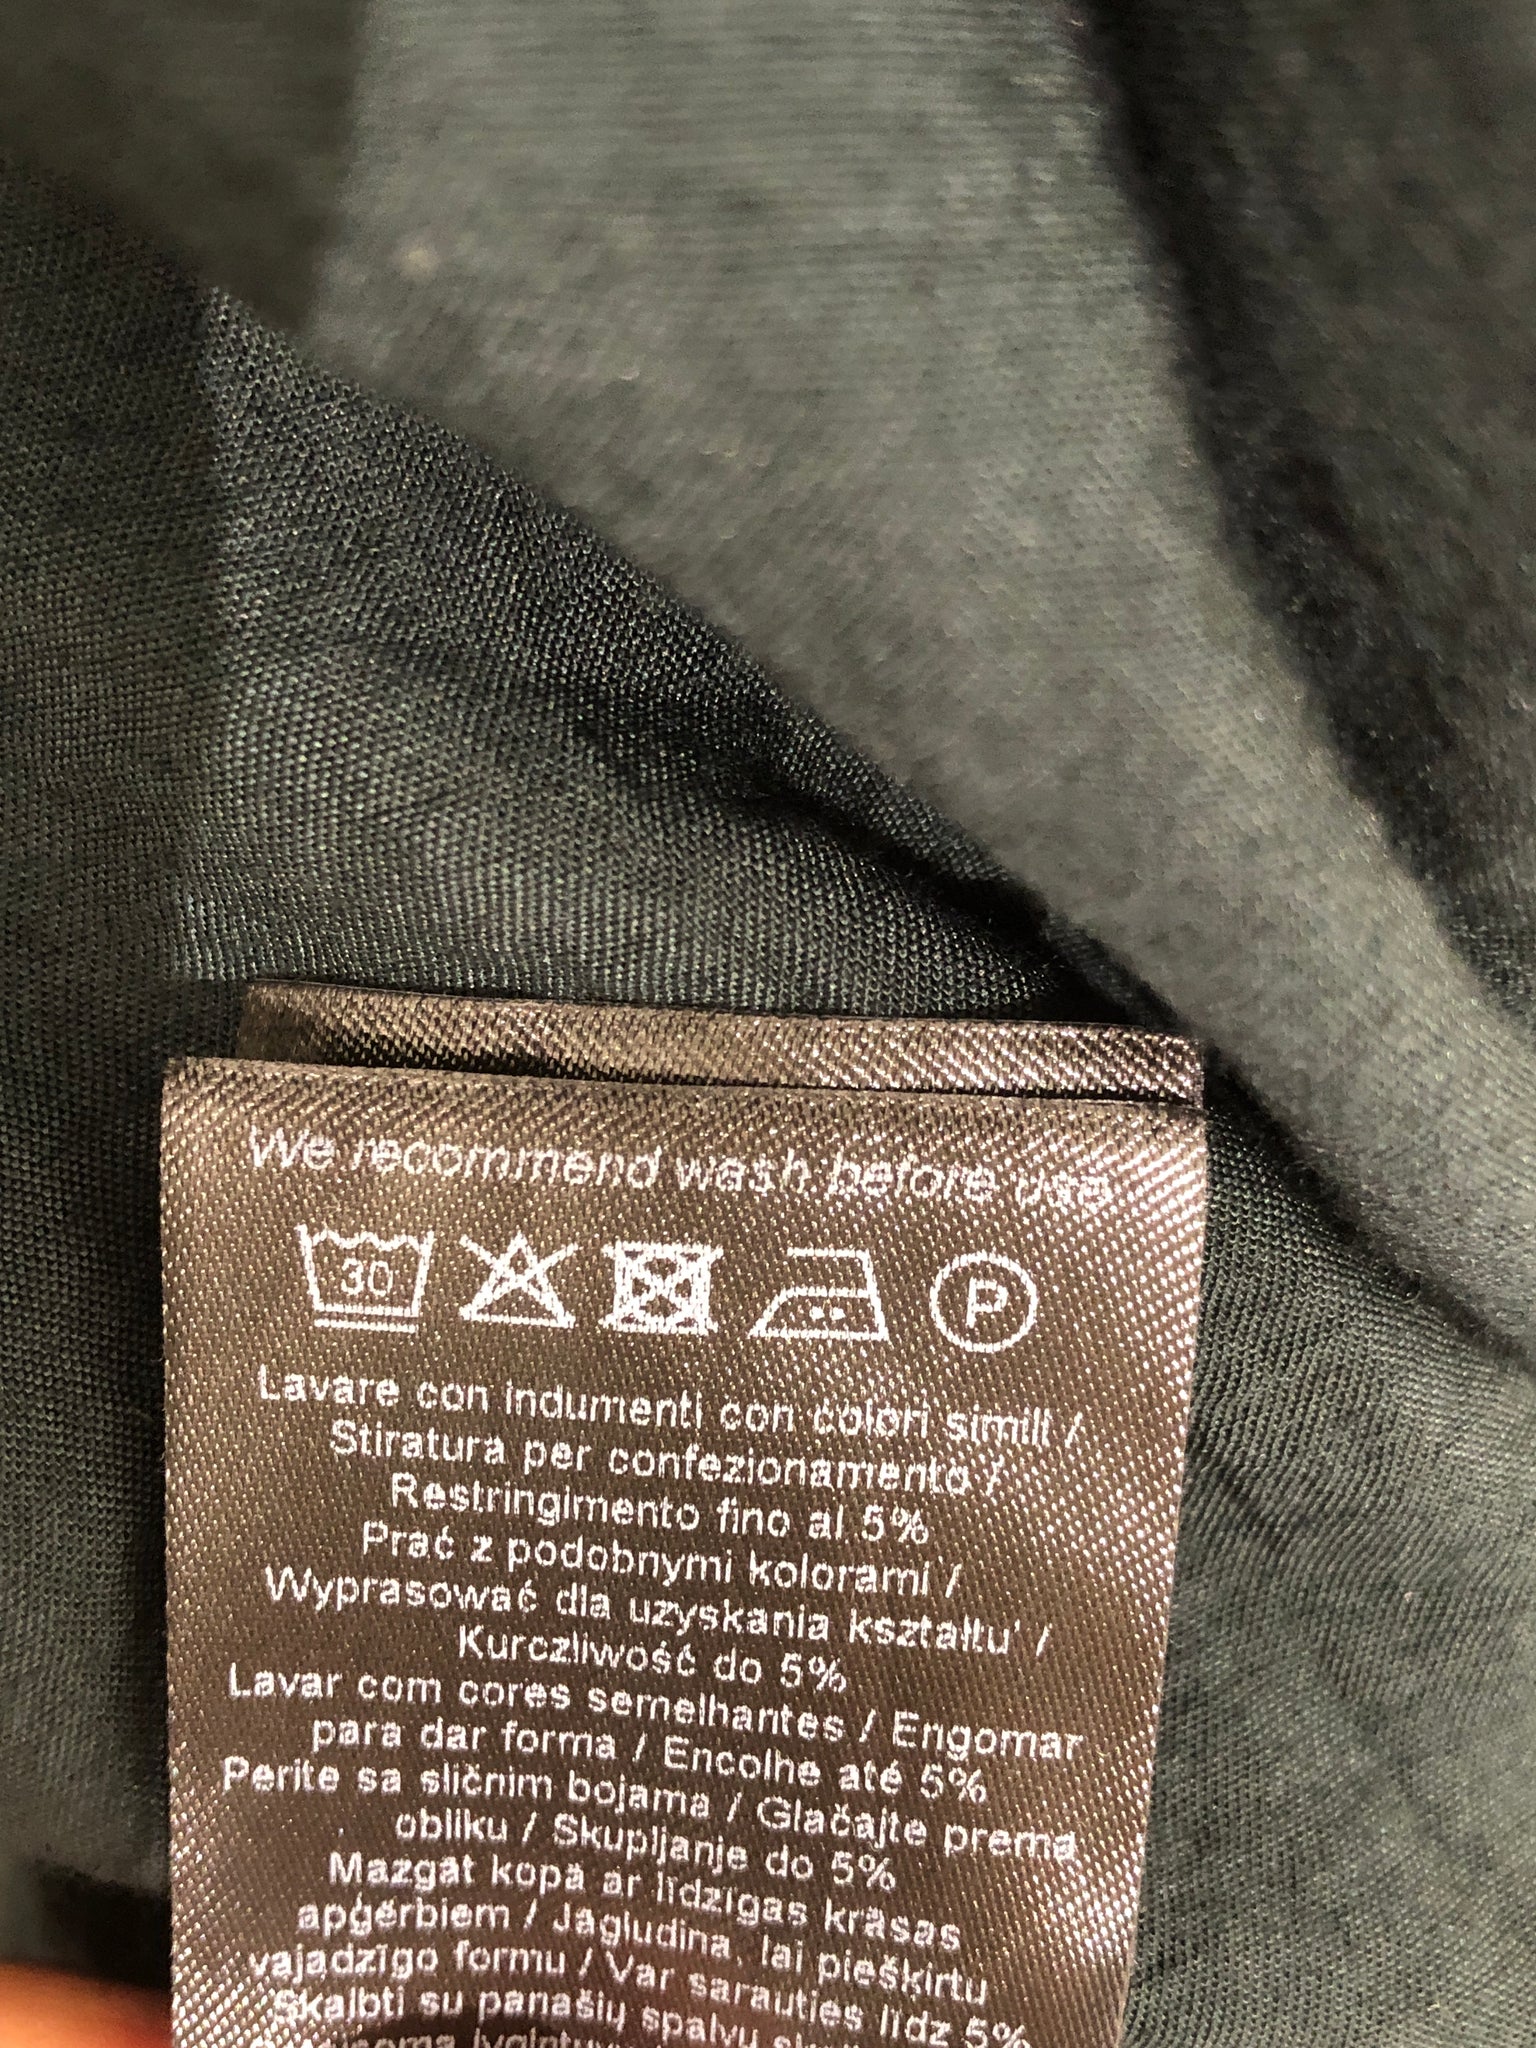 We recommend wash before use
30 P
Lavare con indumenti con colori simili /
Stiratura per confezionamento /
Restringimento fino al 5%
Prać z podobnymi kolorami /
Wyprasować dla uzyskania kształtu' /
Kurczliwość do 5%
Lavar com cores semelhantes / Engomar
para dar forma / Encolhe até 5%
Perite sa sličnim bojama / Glačajte prema
obliku / Skupljanje do 5%
Mazgāt kopā ar līdzīgas krāsas
apģērbiem / Jāgludina, lai piešķirtu
vajadzīgo formu / Var sarauties līdz 5%
Skalbti su panašių spalvų